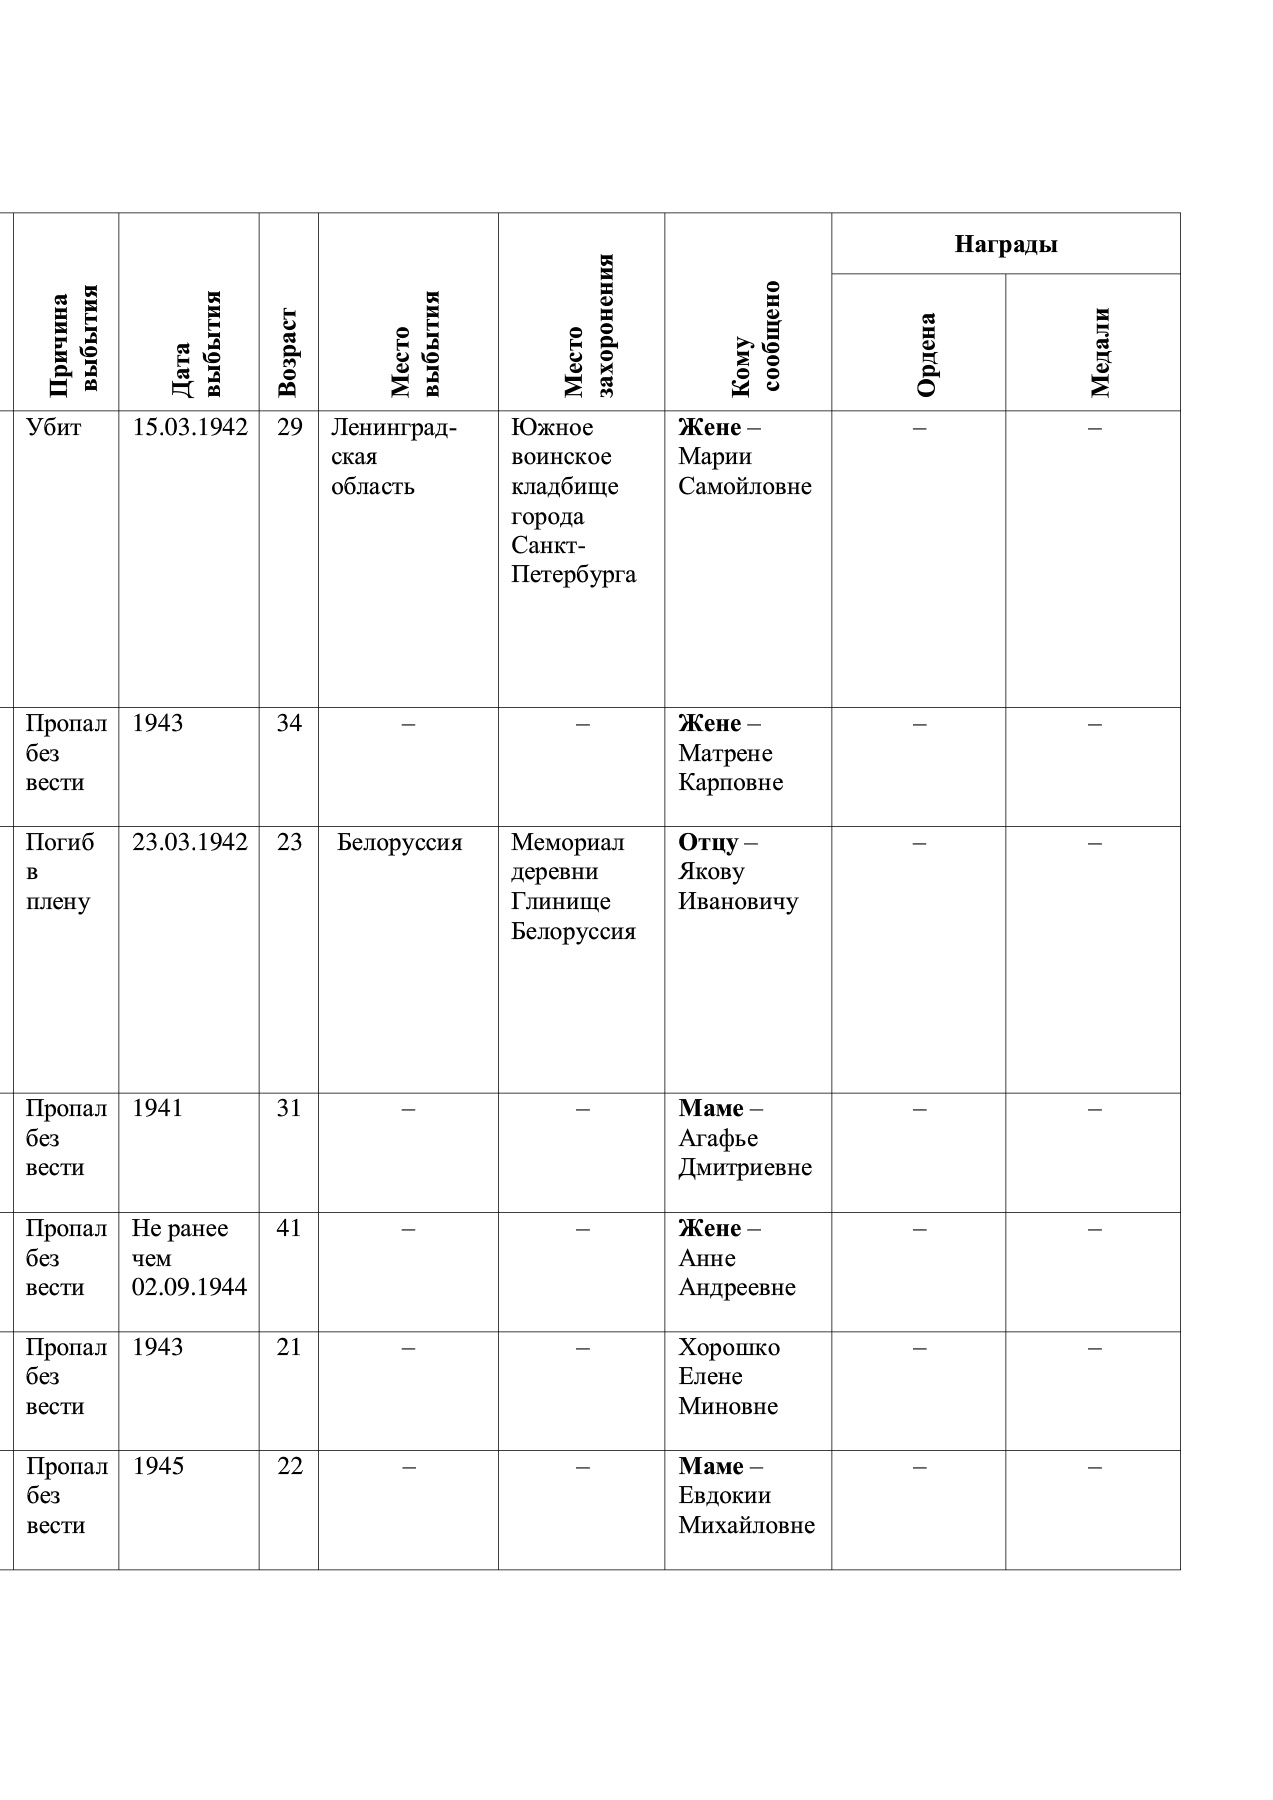 Причина
выбытия
Дата
выбытия
Возраст
Место
выбытия
Место
захоронения
Кому
сообщено
Награды
Ордена
Медали
Убит
15.03.1942
29
Ленинград-
ская
область
Южное
воинское
кладбище
города
Санкт-
Петербурга
Жене –
Марии
Самойловне
–
–
Пропал
без
вести
1943
34
–
–
Жене –
Матрене
Карповне
–
–
Погиб
в
плену
23.03.1942
23
Белоруссия
Мемориал
деревни
Глинище
Белоруссия
Отцу –
Якову
Ивановичу
–
–
Пропал
без
вести
1941
31
–
–
Маме –
Агафье
Дмитриевне
–
–
Пропал
без
вести
Не ранее
чем
02.09.1944
41
–
–
Жене –
Анне
Андреевне
–
–
Пропал
без
вести
1943
21
–
–
Хорошко
Елене
Миновне
–
–
Пропал
без
вести
1945
22
–
–
Маме –
Евдокии
Михайловне
–
–